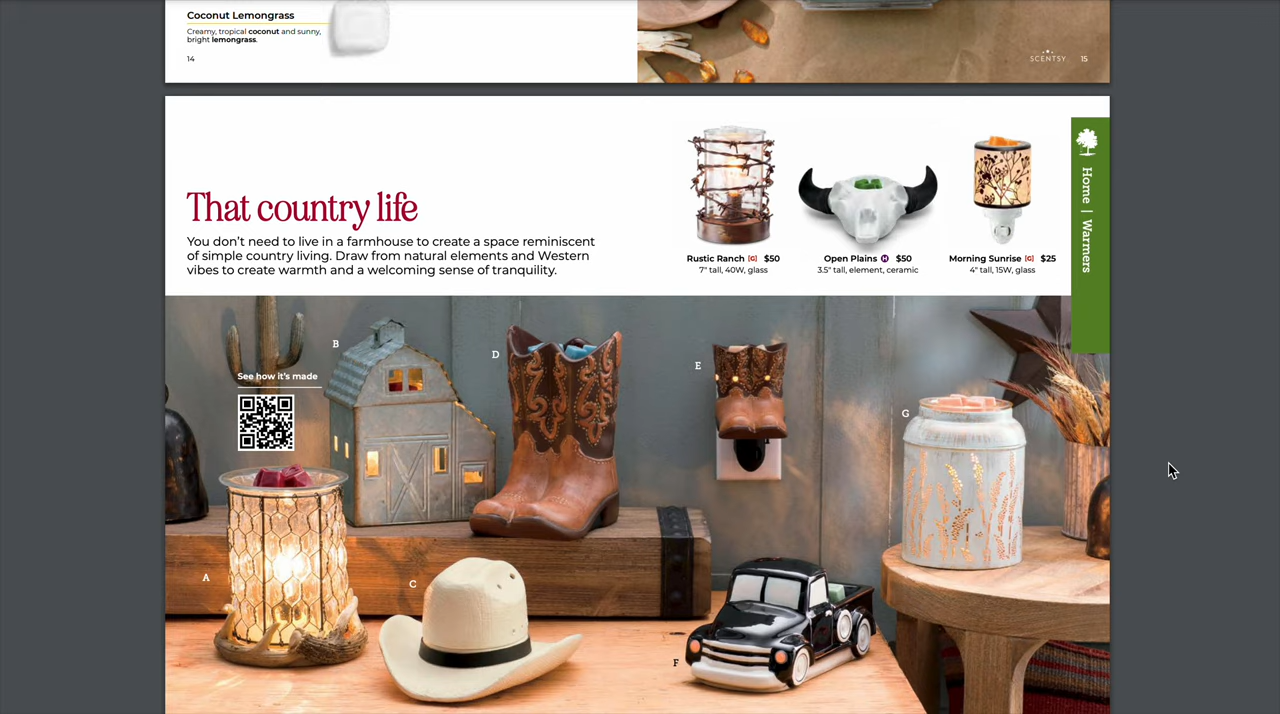 Coconut Lemongrass
Creamy, tropical coconut and sunny,
bright lemongrass.
14
SCENTSY 15
That country life
You don’t need to live in a farmhouse to create a space reminiscent
of simple country living. Draw from natural elements and Western
vibes to create warmth and a welcoming sense of tranquility.
Rustic Ranch [G] $50
7" tall, 40W, glass
Open Plains H $50
3.5" tall, element, ceramic
Morning Sunrise [G] $25
4" tall, 15W, glass
Home | Warmers
See how it’s made
A
B
C
D
E
F
G